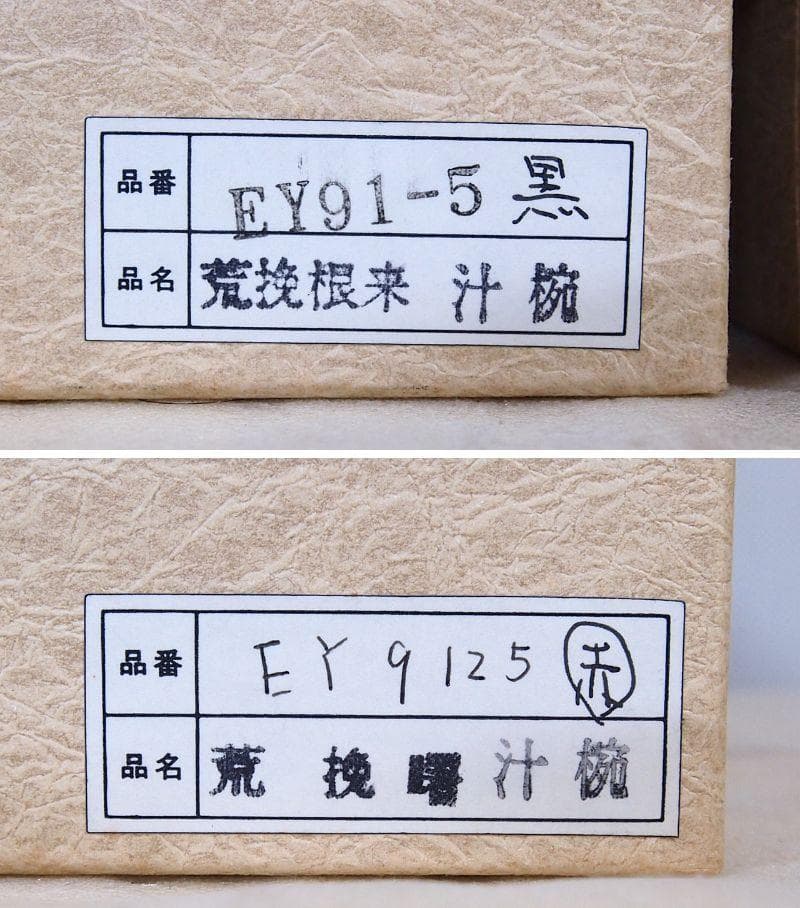 品番 EY91-5 黒
品名 荒挽根来 汁椀
品番 EY9125 赤
品名 荒挽曙汁椀